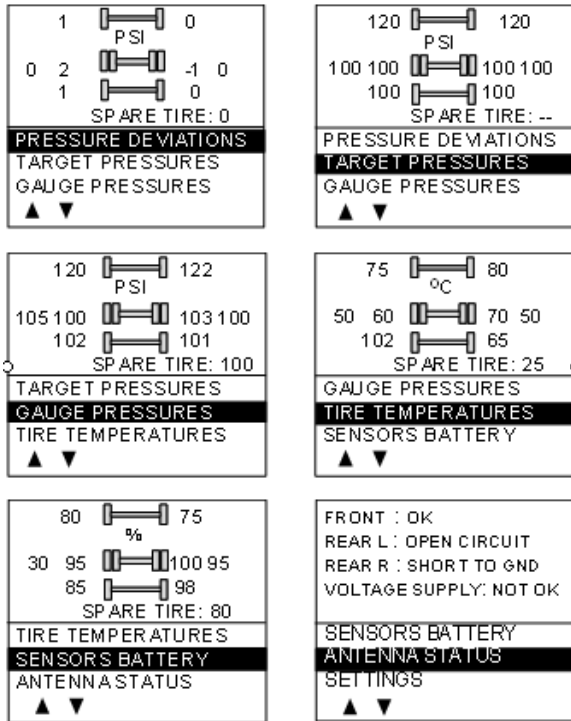 1 0
PSI
0 2 -1 0
1 0
SPARE TIRE: 0
PRESSURE DEVIATIONS
TARGET PRESSURES
GAUGE PRESSURES
120 120
PSI
100 100 100 100
100 100
SPARE TIRE: --
PRESSURE DEVIATIONS
TARGET PRESSURES
GAUGE PRESSURES
120 122
PSI
105 100 103 100
102 101
SPARE TIRE: 100
TARGET PRESSURES
GAUGE PRESSURES
TIRE TEMPERATURES
75 80
°C
50 60 70 50
102 65
SPARE TIRE: 25
GAUGE PRESSURES
TIRE TEMPERATURES
SENSORS BATTERY
80 75
%
30 95 100 95
85 98
SPARE TIRE: 80
TIRE TEMPERATURES
SENSORS BATTERY
ANTENNA STATUS
FRONT : OK
REAR L : OPEN CIRCUIT
REAR R : SHORT TO GND
VOLTAGE SUPPLY: NOT OK
SENSORS BATTERY
ANTENNA STATUS
SETTINGS